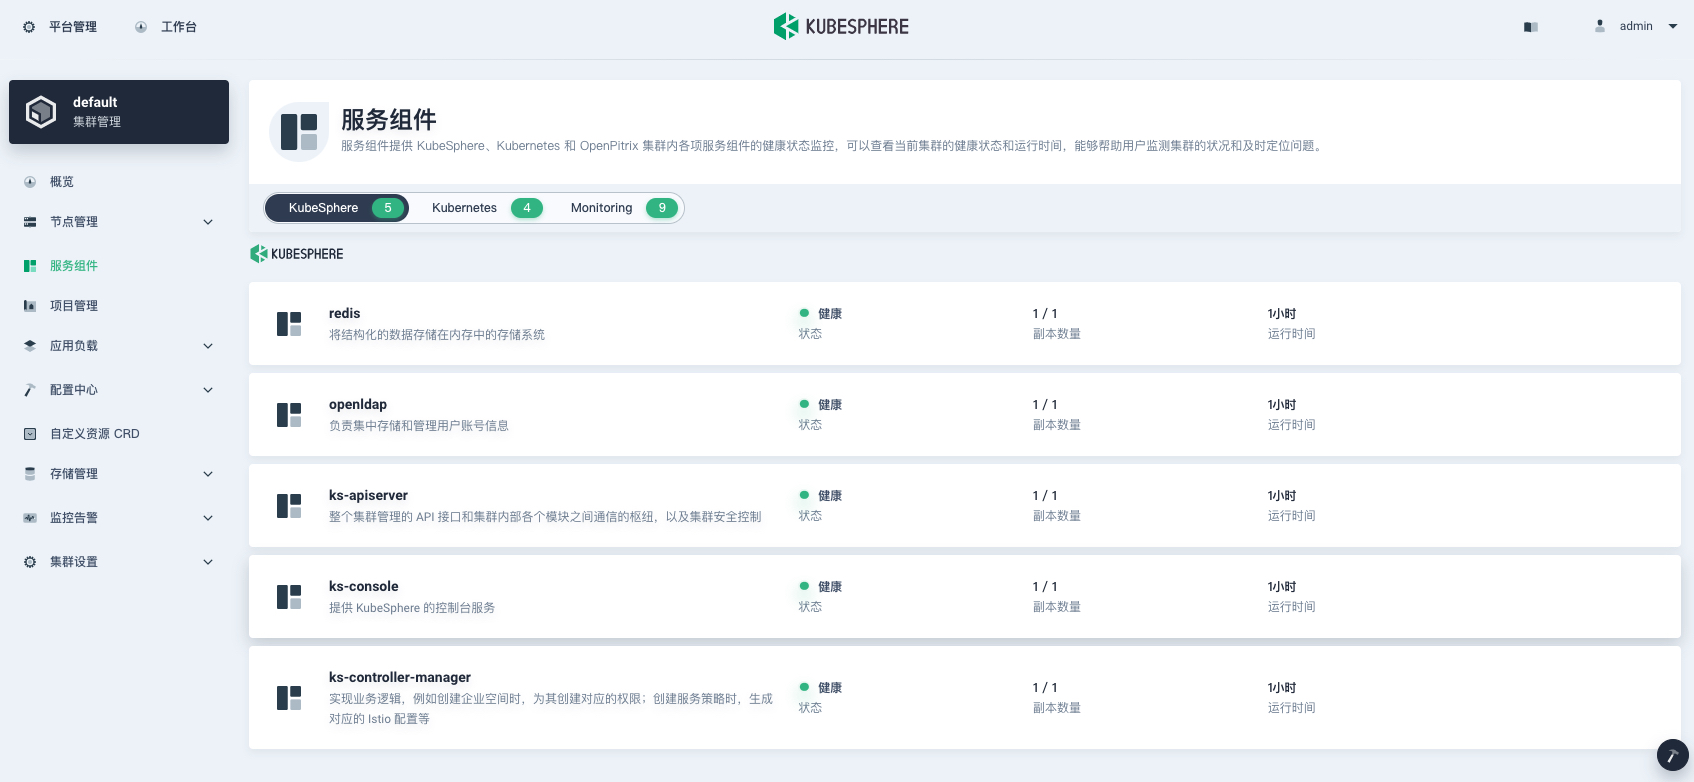 平台管理
工作台
KUBESPHERE
admin
default
集群管理
概览
节点管理
服务组件
项目管理
应用负载
配置中心
自定义资源 CRD
存储管理
监控告警
集群设置
服务组件
服务组件提供 KubeSphere、Kubernetes 和 OpenPitrix 集群内各项服务组件的健康状态监控，可以查看当前集群的健康状态和运行时间，能够帮助用户监测集群的状况和及时定位问题。
KubeSphere 5
Kubernetes 4
Monitoring 9
KUBESPHERE
redis
将结构化的数据存储在内存中的存储系统
健康
状态
1 / 1
副本数量
1小时
运行时间
openldap
负责集中存储和管理用户账号信息
健康
状态
1 / 1
副本数量
1小时
运行时间
ks-apiserver
整个集群管理的 API 接口和集群内部各个模块之间通信的枢纽，以及集群安全控制
健康
状态
1 / 1
副本数量
1小时
运行时间
ks-console
提供 KubeSphere 的控制台服务
健康
状态
1 / 1
副本数量
1小时
运行时间
ks-controller-manager
实现业务逻辑，例如创建企业空间时，为其创建对应的权限；创建服务策略时，生成
对应的 Istio 配置等
健康
状态
1 / 1
副本数量
1小时
运行时间